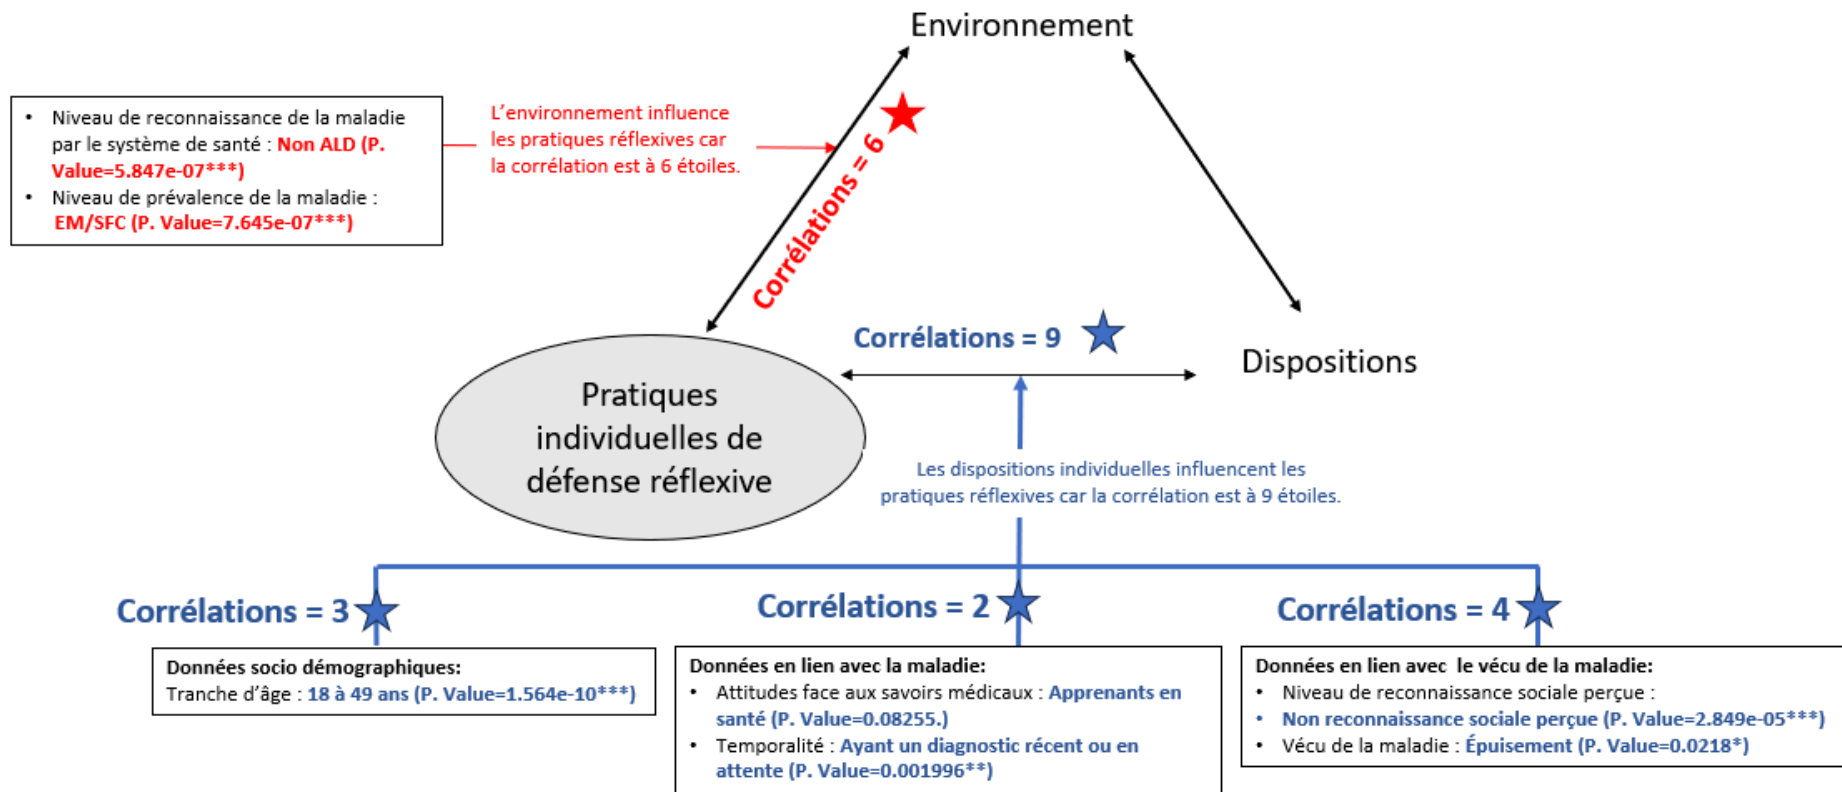 Environnement
• Niveau de reconnaissance de la maladie
par le système de santé : Non ALD (P.
Value=5.847e-07***)
• Niveau de prévalence de la maladie :
EM/SFC (P. Value=7.645e-07***)
L'environnement influence
les pratiques réflexives car
la corrélation est à 6 étoiles.
Corrélations = 6
Corrélations = 9
Dispositions
Pratiques
individuelles de
défense réflexive
Les dispositions individuelles influencent les
pratiques réflexives car la corrélation est à 9 étoiles.
Corrélations = 3
Données socio démographiques:
Tranche d'âge : 18 à 49 ans (P. Value=1.564e-10***)
Corrélations = 2
Données en lien avec la maladie:
• Attitudes face aux savoirs médicaux : Apprenants en
santé (P. Value=0.08255.)
• Temporalité : Ayant un diagnostic récent ou en
attente (P. Value=0.001996**)
Corrélations = 4
Données en lien avec le vécu de la maladie:
• Niveau de reconnaissance sociale perçue :
• Non reconnaissance sociale perçue (P. Value=2.849e-05***)
• Vécu de la maladie : Épuisement (P. Value=0.0218*)